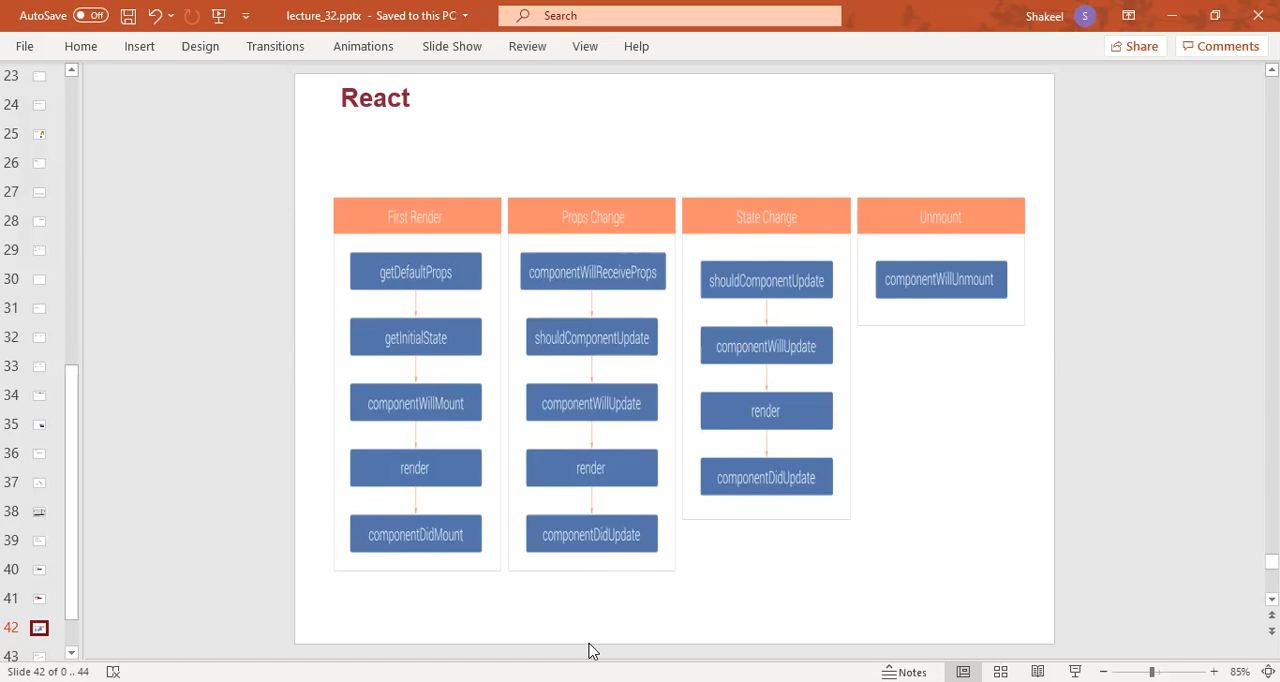 AutoSave Off lecture_32.pptx - Saved to this PC Search Shakeel S
File Home Insert Design Transitions Animations Slide Show Review View Help Share Comments
23
24
25
26
27
28
29
30
31
32
33
34
35
36
37
38
39
40
41
42
43
React
First Render
getDefaultProps
getInitialState
componentWillMount
render
componentDidMount
Props Change
componentWillReceiveProps
shouldComponentUpdate
componentWillUpdate
render
componentDidUpdate
State Change
shouldComponentUpdate
componentWillUpdate
render
componentDidUpdate
Unmount
componentWillUnmount
Slide 42 of 0 .. 44 Notes 85%